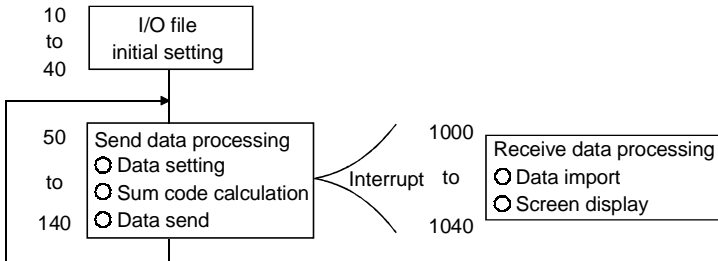 10
to
40
I/O file
initial setting
50
to
140
Send data processing
○ Data setting
○ Sum code calculation
○ Data send
Interrupt
1000
to
1040
Receive data processing
○ Data import
○ Screen display